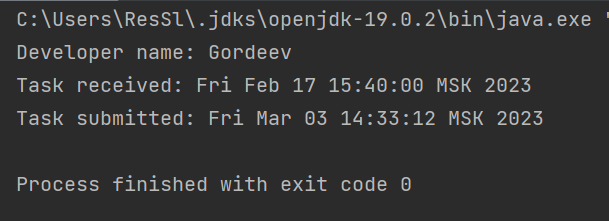 C:\Users\ResSl\.jdks\openjdk-19.0.2\bin\java.exe
Developer name: Gordeev
Task received: Fri Feb 17 15:40:00 MSK 2023
Task submitted: Fri Mar 03 14:33:12 MSK 2023
Process finished with exit code 0